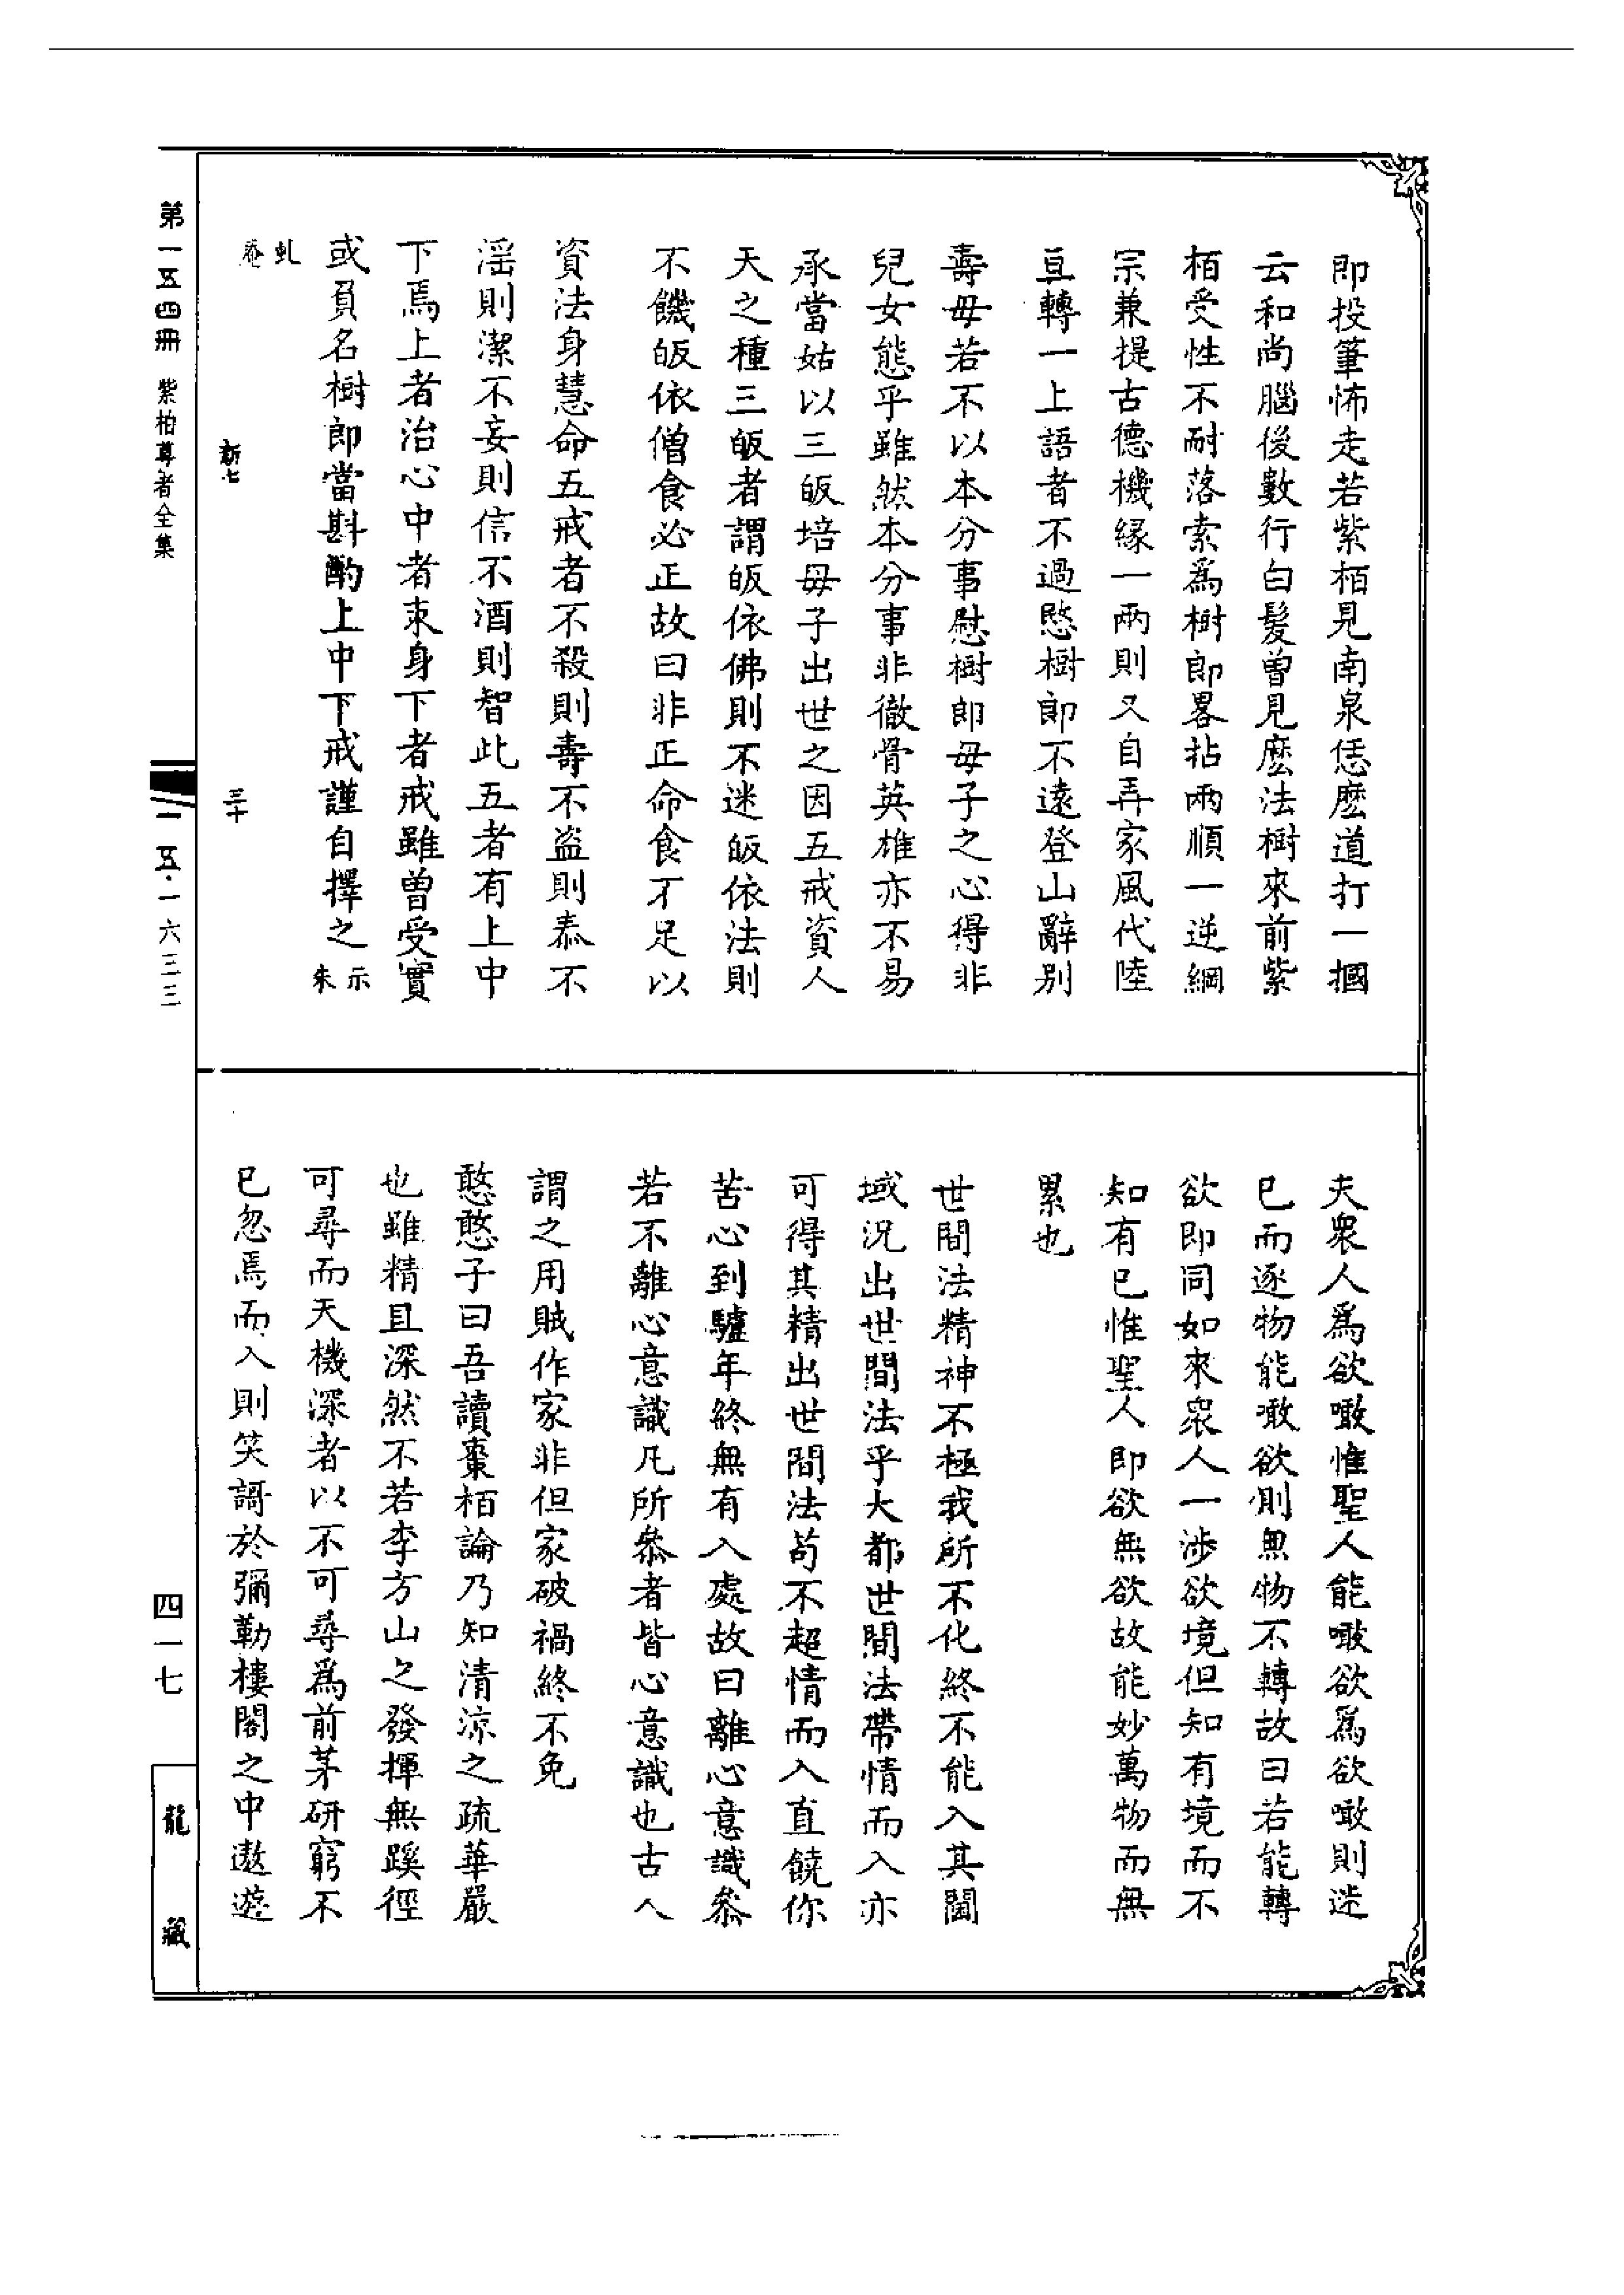 即投筆怖走若紫栢見南泉恁麽道打一摑
云和尚腦後數行白髮曾見麽法樹來前紫
栢受性不耐落索爲樹郎畧拈兩順一逆綱
宗兼提古德機緣一兩則又自弄家風代陸
亘轉一上語者不過愍樹郎不遠登山辭別
壽母若不以本分事慰樹郎母子之心得非
兒女態乎雖然本分事非徹骨英雄亦不易
承當姑以三皈培母子出世之因五戒資人
天之種三皈者謂皈依佛則不迷皈依法則
不饑皈依僧食必正故曰非正命食不足以
資法身慧命五戒者不殺則壽不盜則泰不
淫則潔不妄則信不酒則智此五者有上中
下焉上者治心中者束身下者戒雖曾受實
或負名樹郎當斟酌上中下戒謹自擇之示朱
虬菴
新七
三十
夫衆人爲欲噉惟聖人能噉欲爲欲噉則迷
己而逐物能噉欲則無物不轉故曰若能轉
欲即同如來衆人一涉欲境但知有境而不
知有己惟聖人即欲無欲故能妙萬物而無
累也
世間法精神不極我所不化終不能入其閫
域況出世間法乎大都世間法帶情而入亦
可得其精出世間法苟不超情而入直饒你
苦心到驢年終無有入處故曰離心意識叅
若不離心意識凡所叅者皆心意識也古人
謂之用賊作家非但家破禍終不免
憨憨子曰吾讀棗栢論乃知清涼之疏華嚴
也雖精且深然不若李方山之發揮無蹊徑
可尋而天機深者以不可尋爲前茅研窮不
已忽焉而入則笑謌於彌勒樓閣之中遨遊
第一五四冊 紫柏尊者全集
一五·一六三三
四一七
龍藏